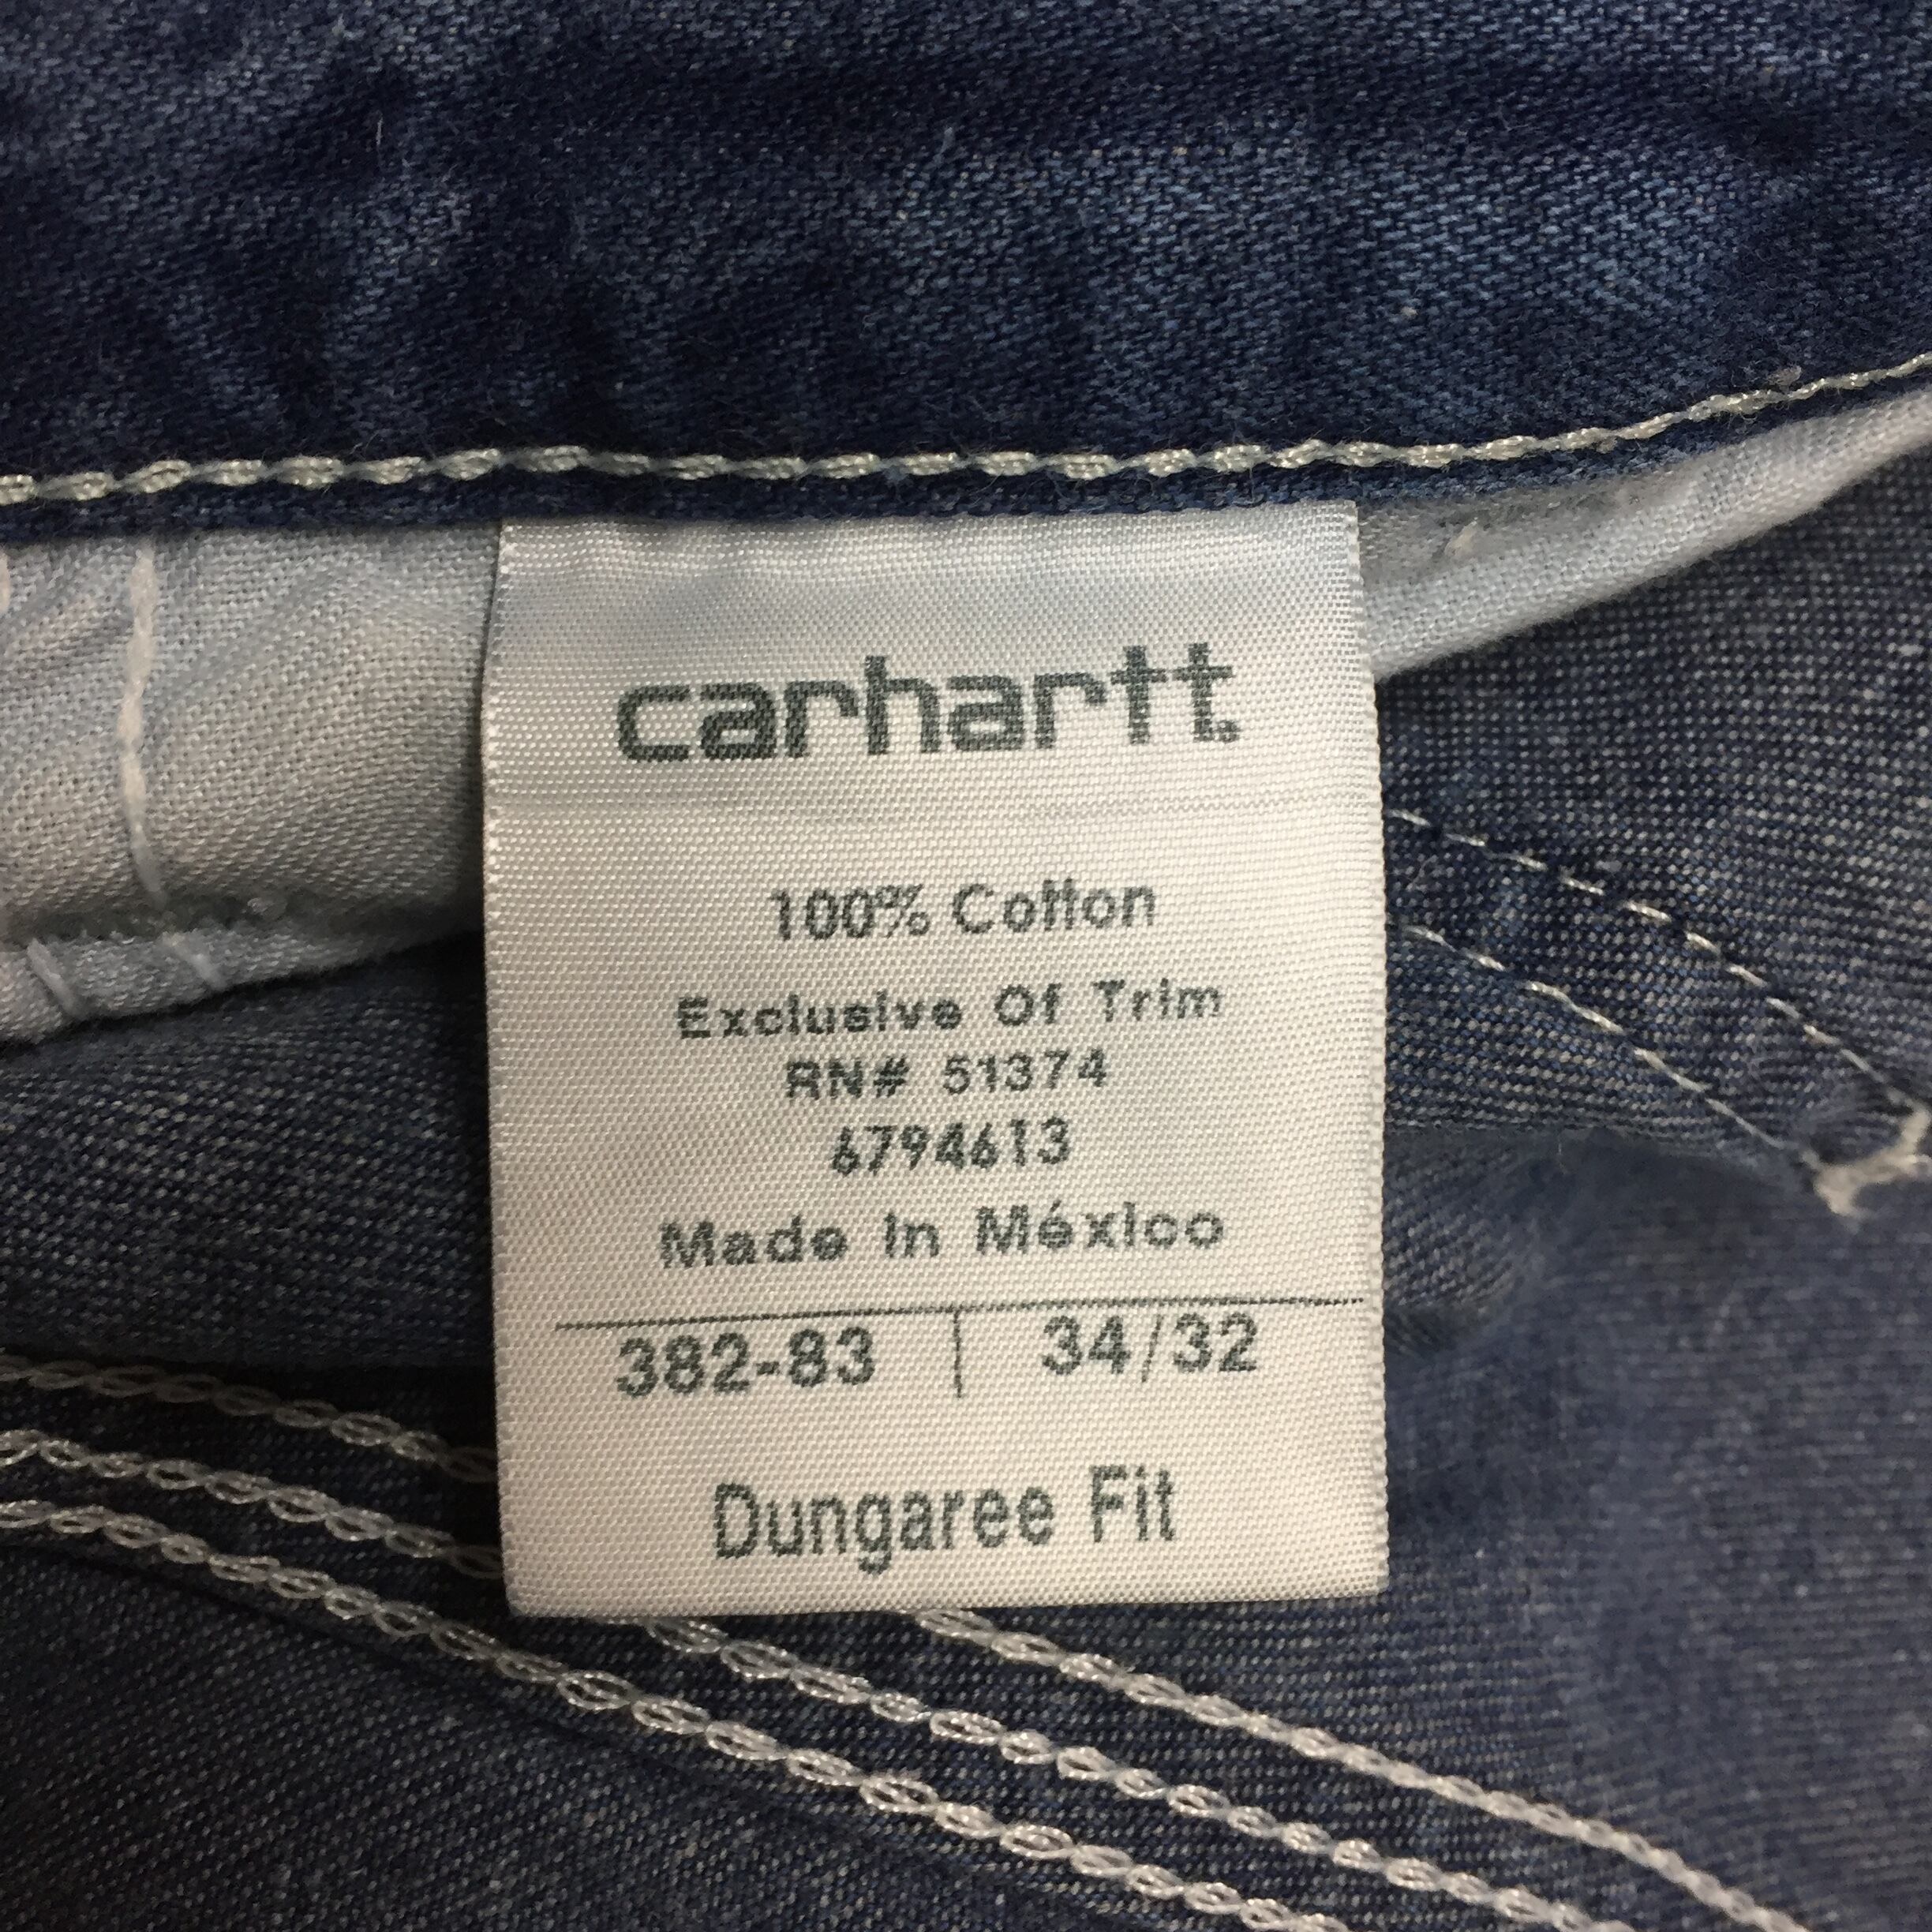 carhartt.
100% Cotton
Exclusive Of Trim
RN# 51374
6794613
Made In México
382-83 | 34/32
Dungaree Fit